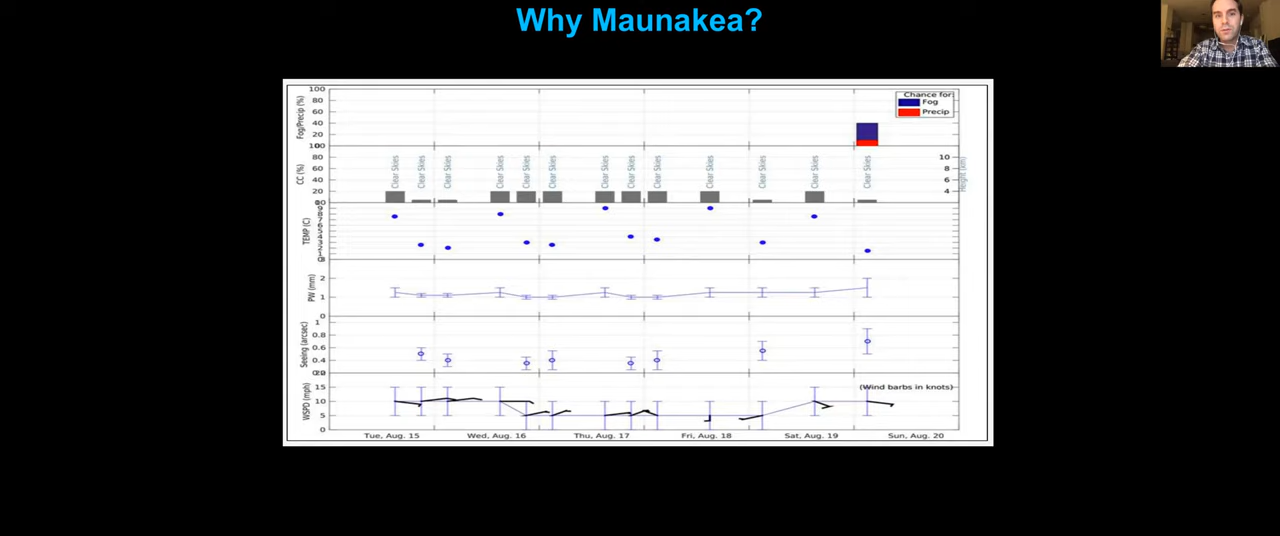 Why Maunakea?
Fog/Precip (%)
100
80
60
40
20
Chance for:
Fog
Precip
CC (%)
80
60
40
20
Clear Skies
Clear Skies
Clear Skies
Clear Skies
Clear Skies
Clear Skies
Clear Skies
Clear Skies
Clear Skies
Clear Skies
Clear Skies
Clear Skies
Clear Skies
10
8
6
4
Height (km)
TEMP (C)
PW (mm)
2
1
0
Seeing (arcsec)
1
0.8
0.6
0.4
WSPD (mph)
15
10
5
0
(Wind barbs in knots)
Tue, Aug. 15
Wed, Aug. 16
Thu, Aug. 17
Fri, Aug. 18
Sat, Aug. 19
Sun, Aug. 20